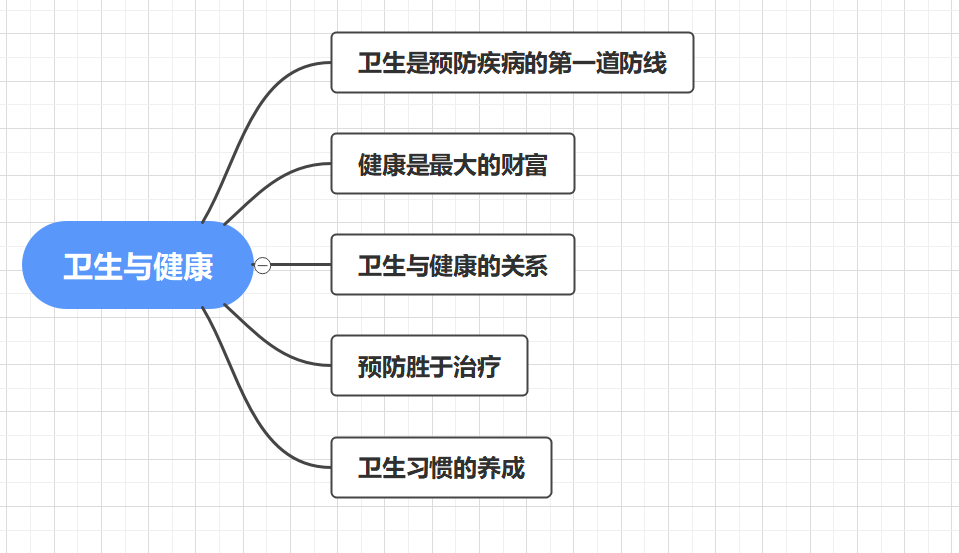 卫生是预防疾病的第一道防线
健康是最大的财富
卫生与健康
卫生与健康的关系
预防胜于治疗
卫生习惯的养成